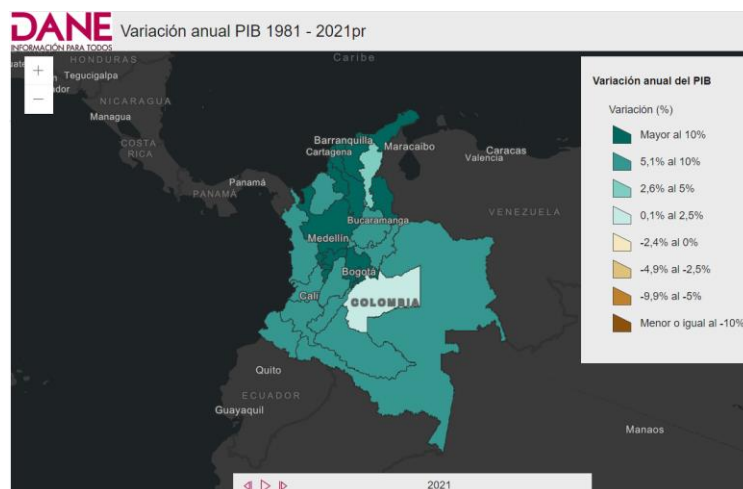 DANE
INFORMACIÓN PARA TODOS
Variación anual PIB 1981 - 2021pr
+
−
HONDURAS
Tegucigalpa
NICARAGUA
Managua
COSTA
RICA
PANAMÁ
Panamá
Caribe
Barranquilla
Cartagena
Maracaibo
Caracas
Valencia
VENEZUELA
Bucaramanga
Medellín
Bogotá
Cali
COLOMBIA
Quito
ECUADOR
Guayaquil
Manaos
Variación anual del PIB
Variación (%)
Mayor al 10%
5,1% al 10%
2,6% al 5%
0,1% al 2,5%
-2,4% al 0%
-4,9% al -2,5%
-9,9% al -5%
Menor o igual al -10%
2021